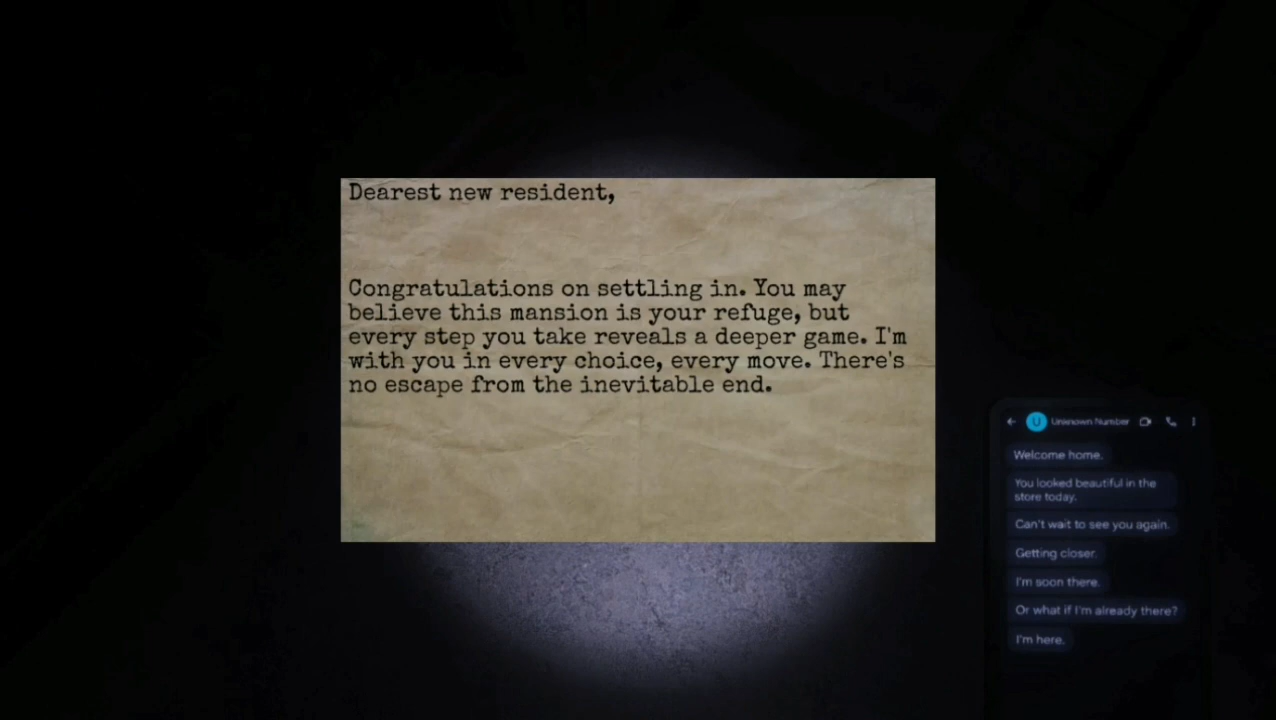 Dearest new resident,
Congratulations on settling in. You may
believe this mansion is your refuge, but
every step you take reveals a deeper game. I'm
with you in every choice, every move. There's
no escape from the inevitable end.
U Unknown Number
Welcome home.
You looked beautiful in the
store today.
Can't wait to see you again.
Getting closer.
I'm soon there.
Or what if I'm already there?
I'm here.